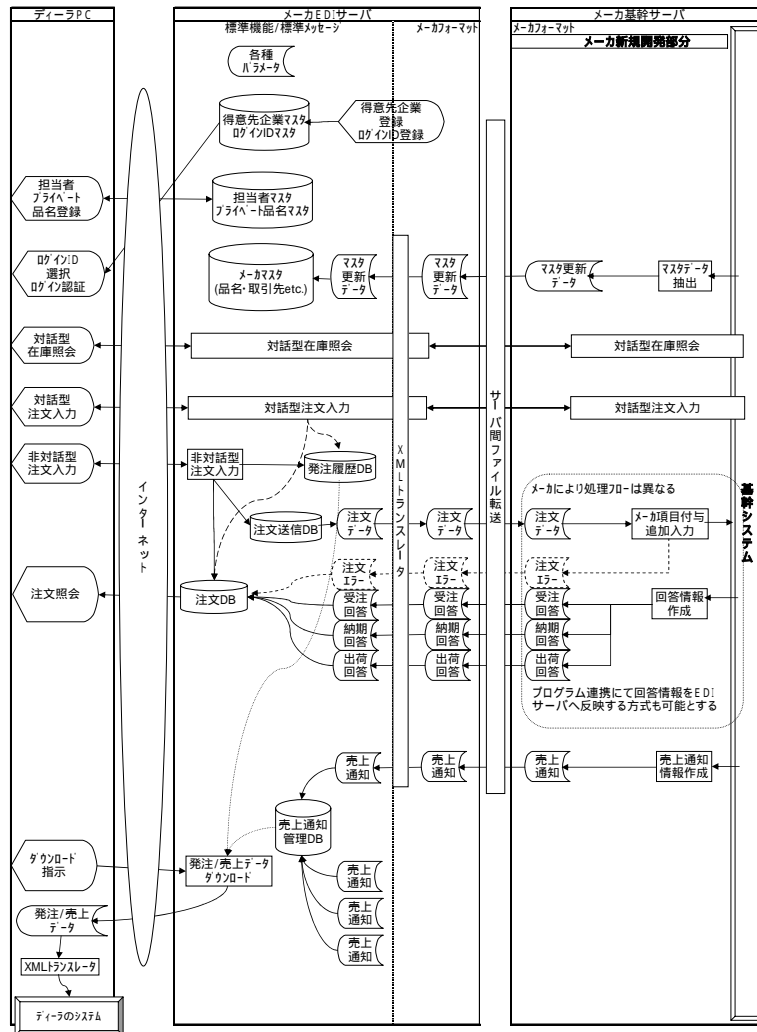 ディーラPC
メーカEDIサーバ
メーカ基幹サーバ
標準機能/標準メッセージ
メーカフォーマット
メーカフォーマット
メーカ新規開発部分
各種
パラメータ
得意先企業マスタ
ログインIDマスタ
得意先企業
登録
ログインID登録
担当者
プライベート
品名登録
担当者マスタ
プライベート品名マスタ
ログインID
選択
ログイン認証
メーカマスタ
(品名・取引先etc.)
マスタ
更新
データ
マスタ
更新
データ
マスタ更新
データ
マスタデータ
抽出
対話型
在庫照会
対話型在庫照会
対話型在庫照会
対話型
注文入力
対話型注文入力
対話型注文入力
非対話型
注文入力
非対話型
注文入力
発注履歴DB
インターネット
XMLトランスレータ
サーバ間ファイル転送
基幹システム
メーカにより処理フローは異なる
注文送信DB
注文
データ
注文
データ
注文
データ
メーカ項目付与
追加入力
注文
エラー
注文
エラー
注文
エラー
注文照会
注文DB
受注
回答
受注
回答
受注
回答
回答情報
作成
納期
回答
納期
回答
納期
回答
出荷
回答
出荷
回答
出荷
回答
プログラム連携にて回答情報をEDI
サーバへ反映する方式も可能とする
売上
通知
売上
通知
売上
通知
売上通知
情報作成
売上通知
管理DB
ダウンロード
指示
発注/売上データ
ダウンロード
売上
通知
売上
通知
売上
通知
発注/売上
データ
XMLトランスレータ
ディーラのシステム